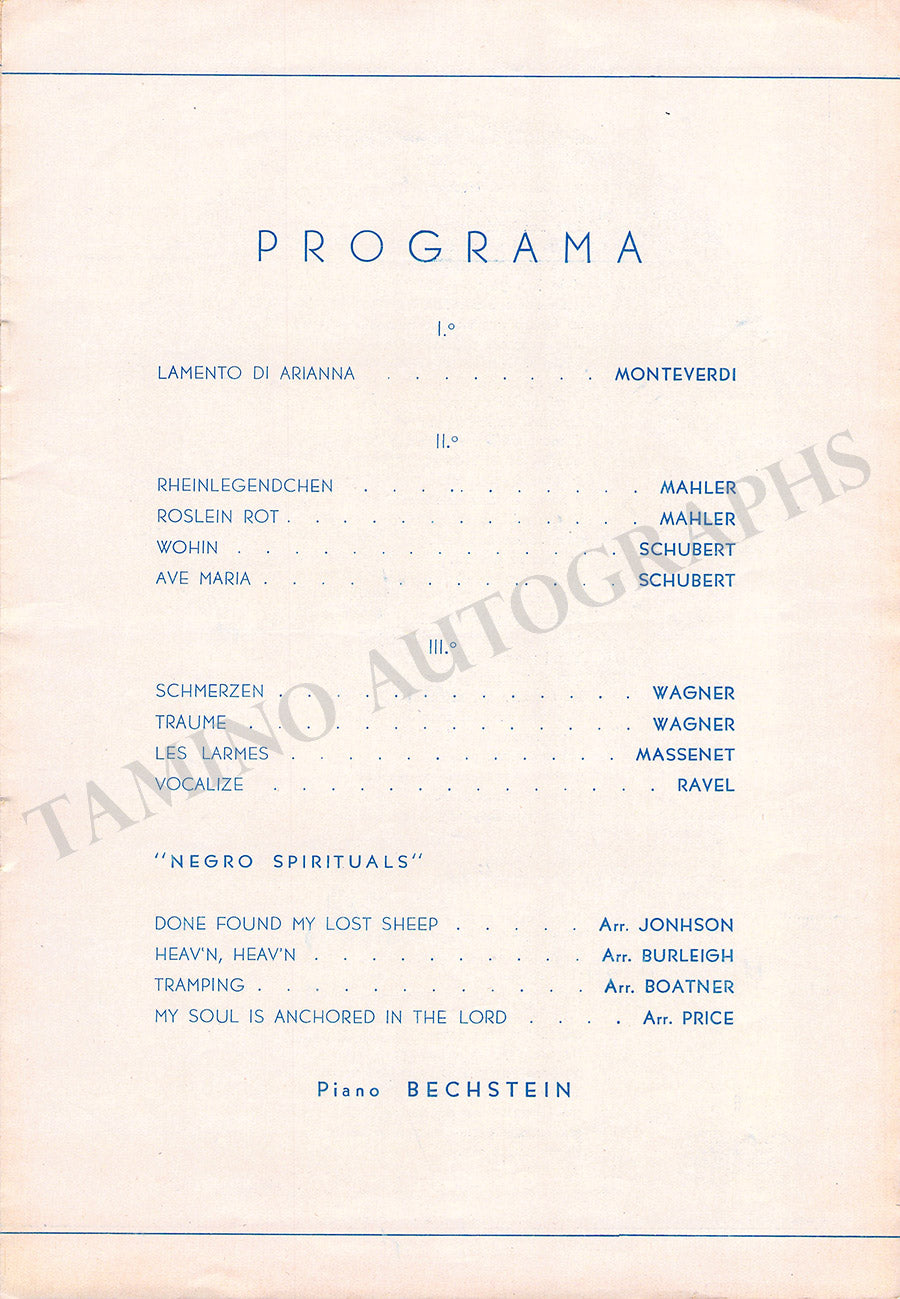 PROGRAMA
I.º
LAMENTO DI ARIANNA . . . . . . . . MONTEVERDI
II.º
RHEINLEGENDCHEN . . . . . . . . . . . MAHLER
ROSLEIN ROT . . . . . . . . . . . . . MAHLER
WOHIN . . . . . . . . . . . . . . SCHUBERT
AVE MARIA . . . . . . . . . . . . . SCHUBERT
III.º
SCHMERZEN . . . . . . . . . . . . . WAGNER
TRAUME . . . . . . . . . . . . WAGNER
LES LARMES . . . . . . . . . . . . MASSENET
VOCALIZE . . . . . . . . . . . . . . RAVEL
"NEGRO SPIRITUALS"
DONE FOUND MY LOST SHEEP . . . . . Arr. JONHSON
HEAV'N, HEAV'N . . . . . . . . . . Arr. BURLEIGH
TRAMPING . . . . . . . . . . . . Arr. BOATNER
MY SOUL IS ANCHORED IN THE LORD . . . . Arr. PRICE
Piano BECHSTEIN
TAMINO AUTOGRAPHS